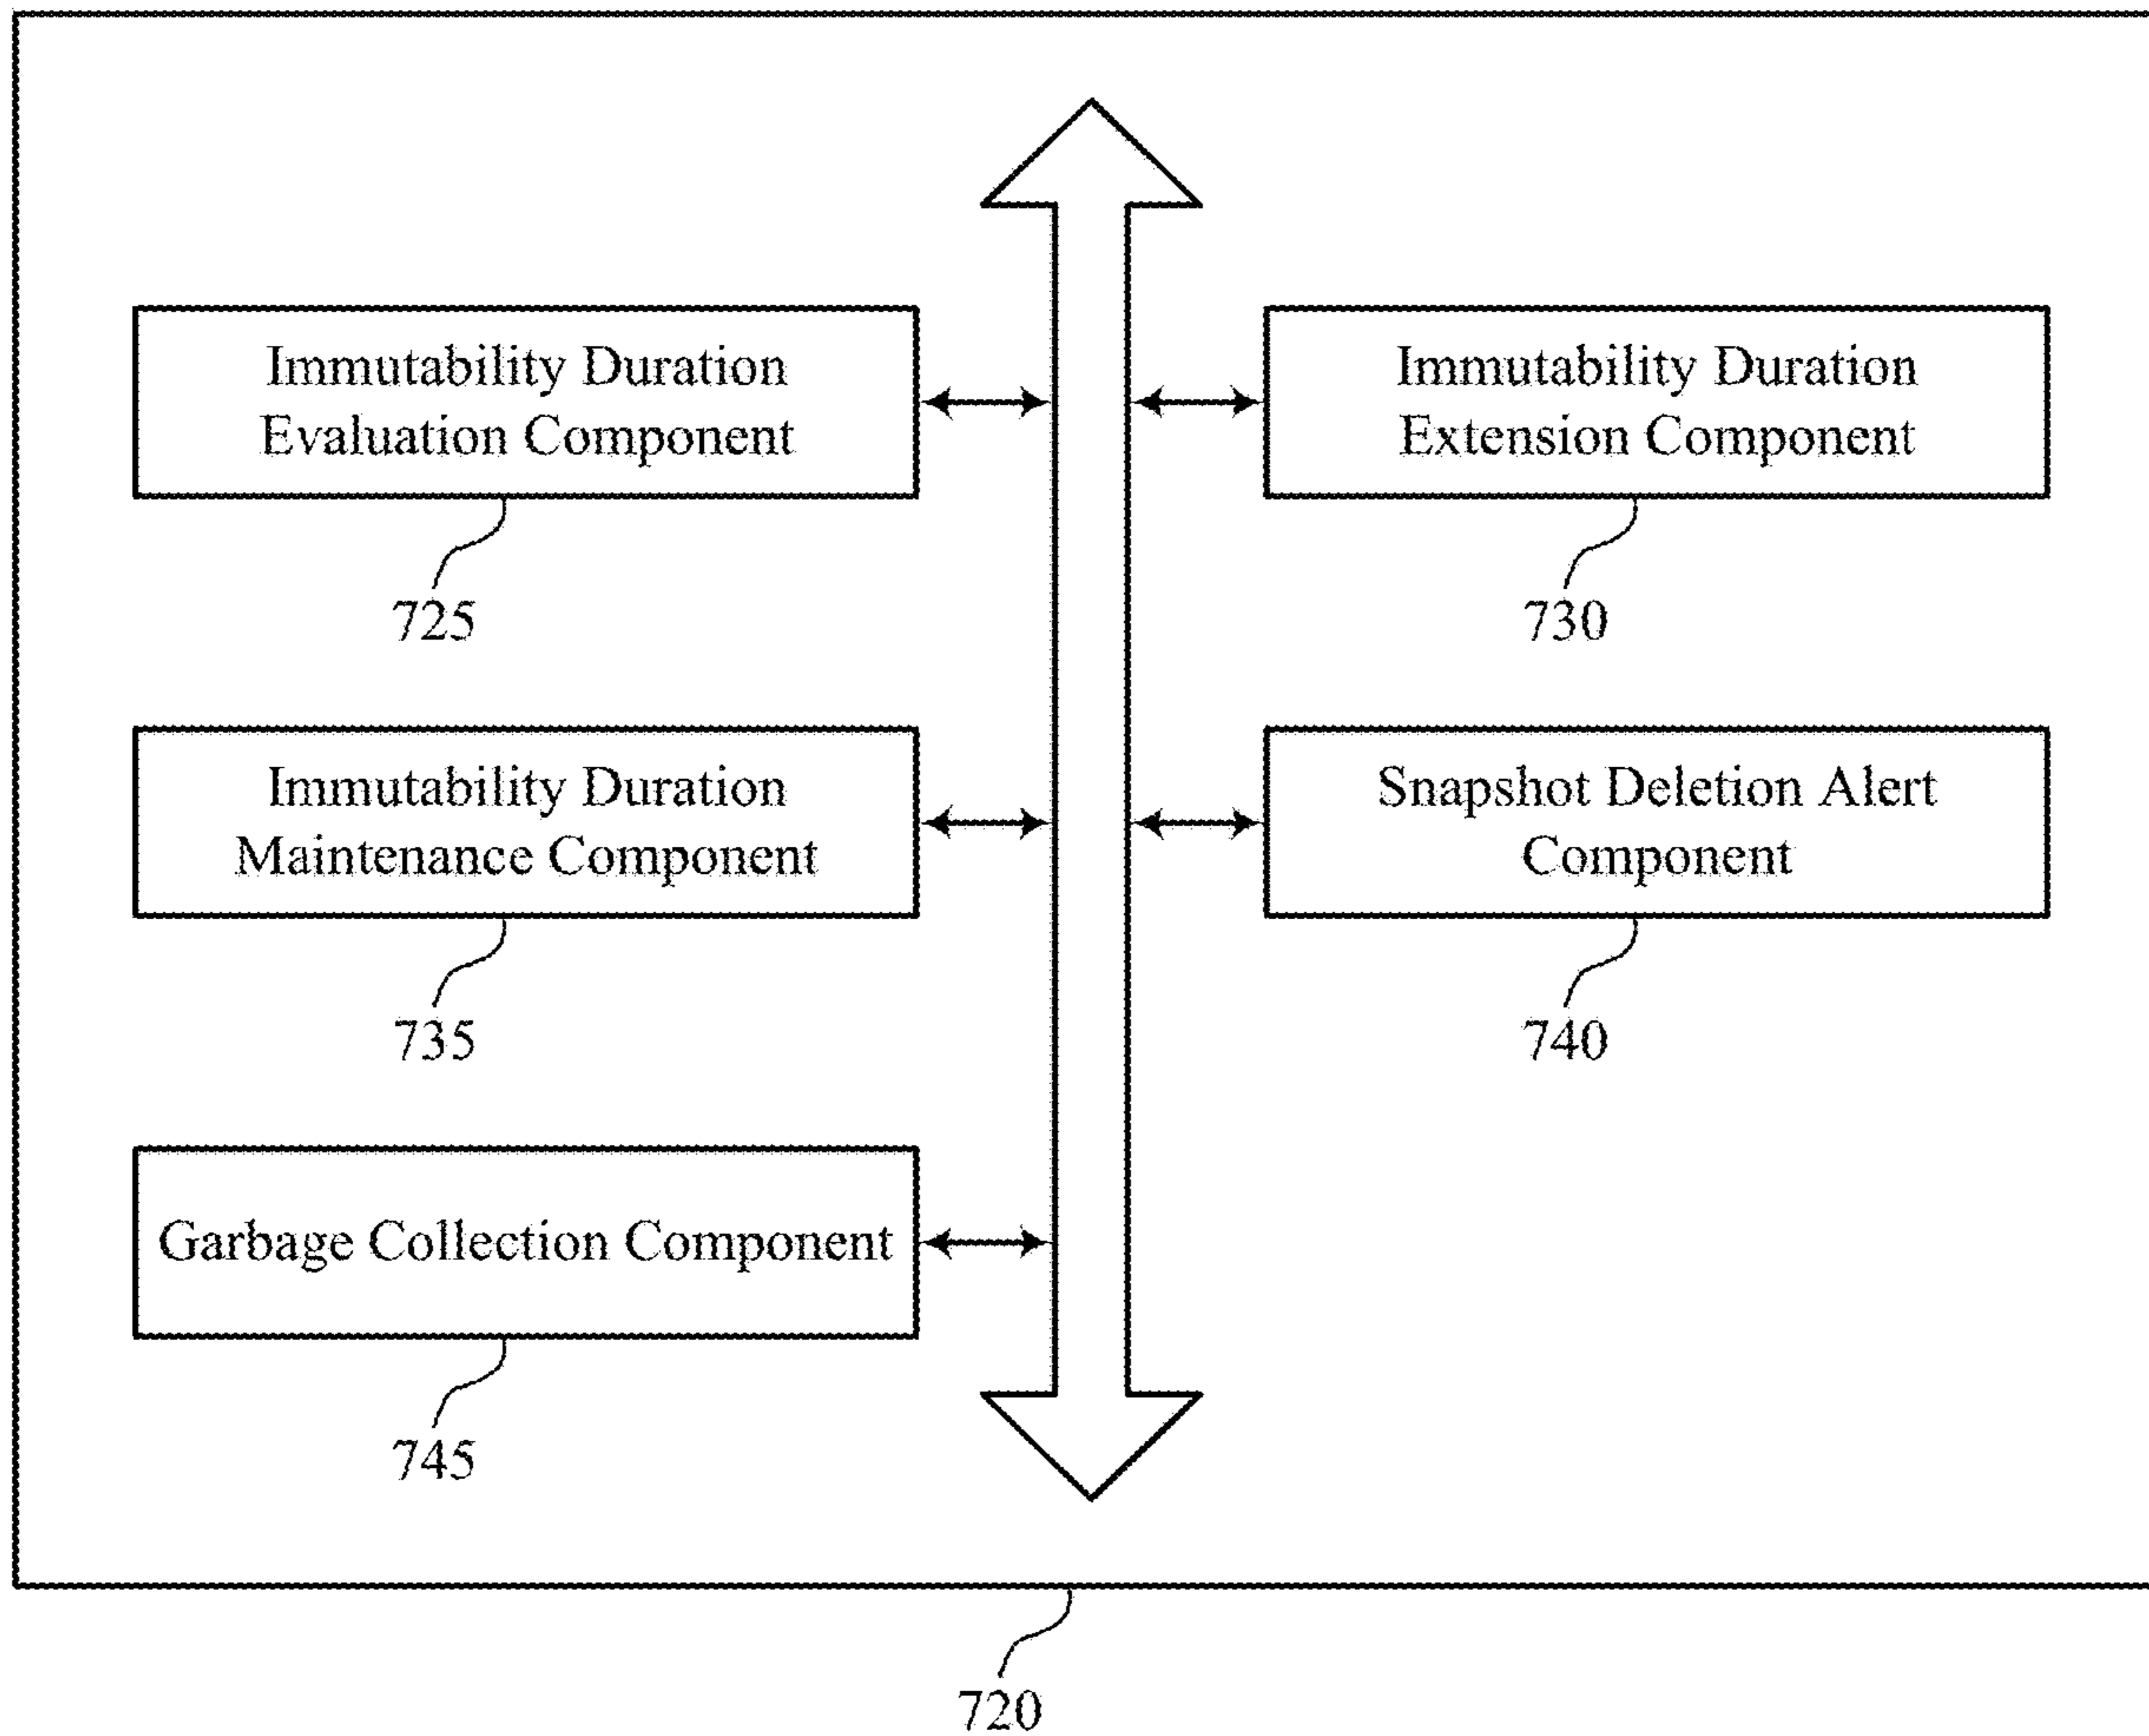 Immutability Duration
Evaluation Component
725
Immutability Duration
Extension Component
730
Immutability Duration
Maintenance Component
735
Snapshot Deletion Alert
Component
740
Garbage Collection Component
745
720